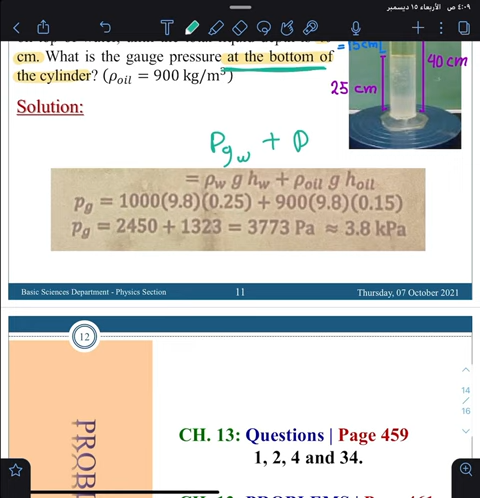 ٤:٠٩ ص الأربعاء ١٥ ديسمبر
= 15cm
cm. What is the gauge pressure at the bottom of
the cylinder? (ρoil = 900 kg/m³)
40 cm
25 cm
Solution:
Pgw + P
= ρw g hw + ρoil g hoil
pg = 1000(9.8)(0.25) + 900(9.8)(0.15)
pg = 2450 + 1323 = 3773 Pa ≈ 3.8 kPa
Basic Sciences Department - Physics Section 11 Thursday, 07 October 2021
12
14
/
16
PROBL
CH. 13: Questions | Page 459
1, 2, 4 and 34.